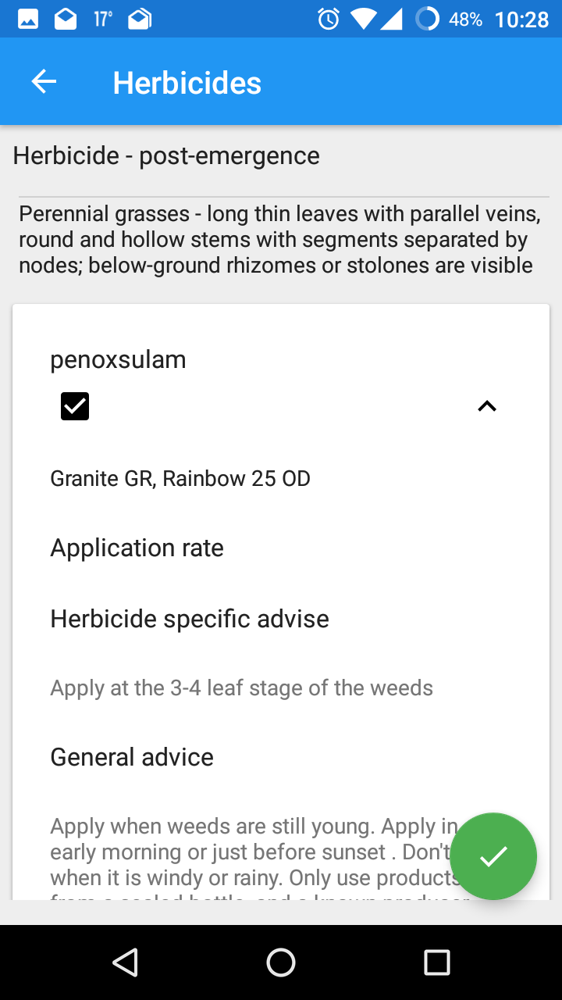 17°
48%
10:28
Herbicides
Herbicide - post-emergence
Perennial grasses - long thin leaves with parallel veins,
round and hollow stems with segments separated by
nodes; below-ground rhizomes or stolones are visible
penoxsulam
Granite GR, Rainbow 25 OD
Application rate
Herbicide specific advise
Apply at the 3-4 leaf stage of the weeds
General advice
Apply when weeds are still young. Apply in
early morning or just before sunset . Don't
when it is windy or rainy. Only use products